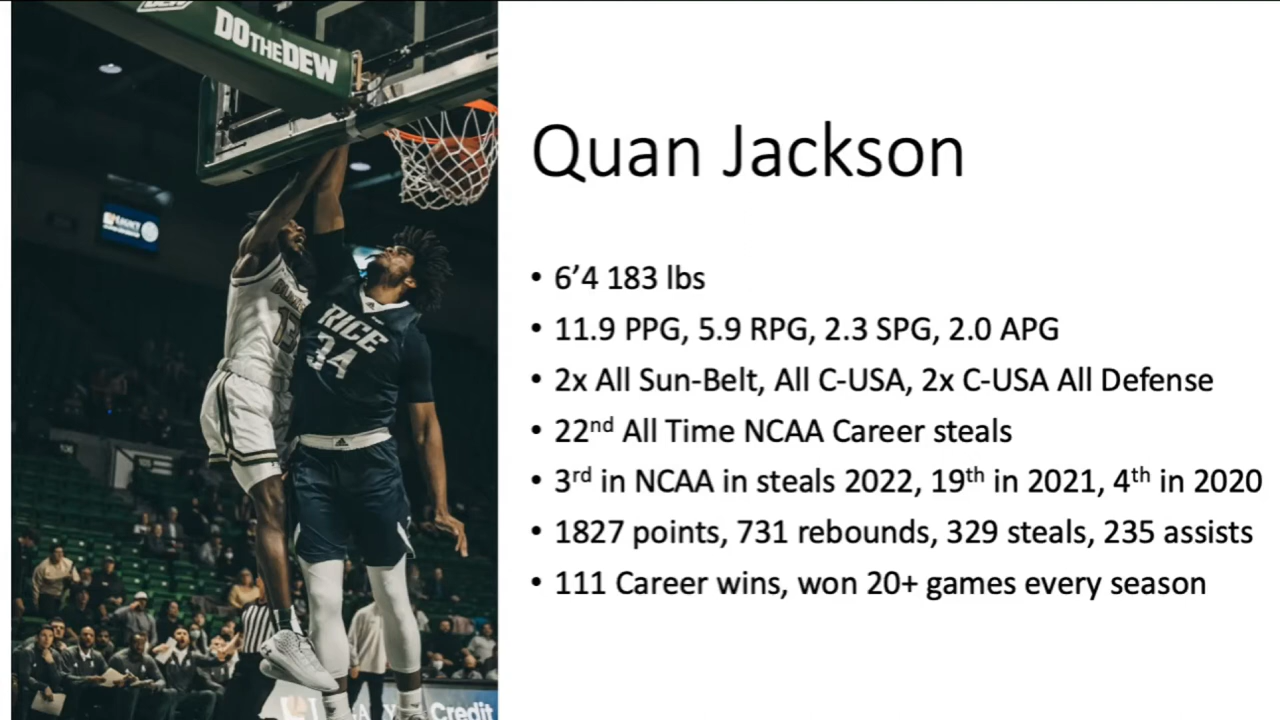 DO THE DEW
RICE
34
13
Credit
Quan Jackson
• 6’4 183 lbs
• 11.9 PPG, 5.9 RPG, 2.3 SPG, 2.0 APG
• 2x All Sun-Belt, All C-USA, 2x C-USA All Defense
• 22nd All Time NCAA Career steals
• 3rd in NCAA in steals 2022, 19th in 2021, 4th in 2020
• 1827 points, 731 rebounds, 329 steals, 235 assists
• 111 Career wins, won 20+ games every season